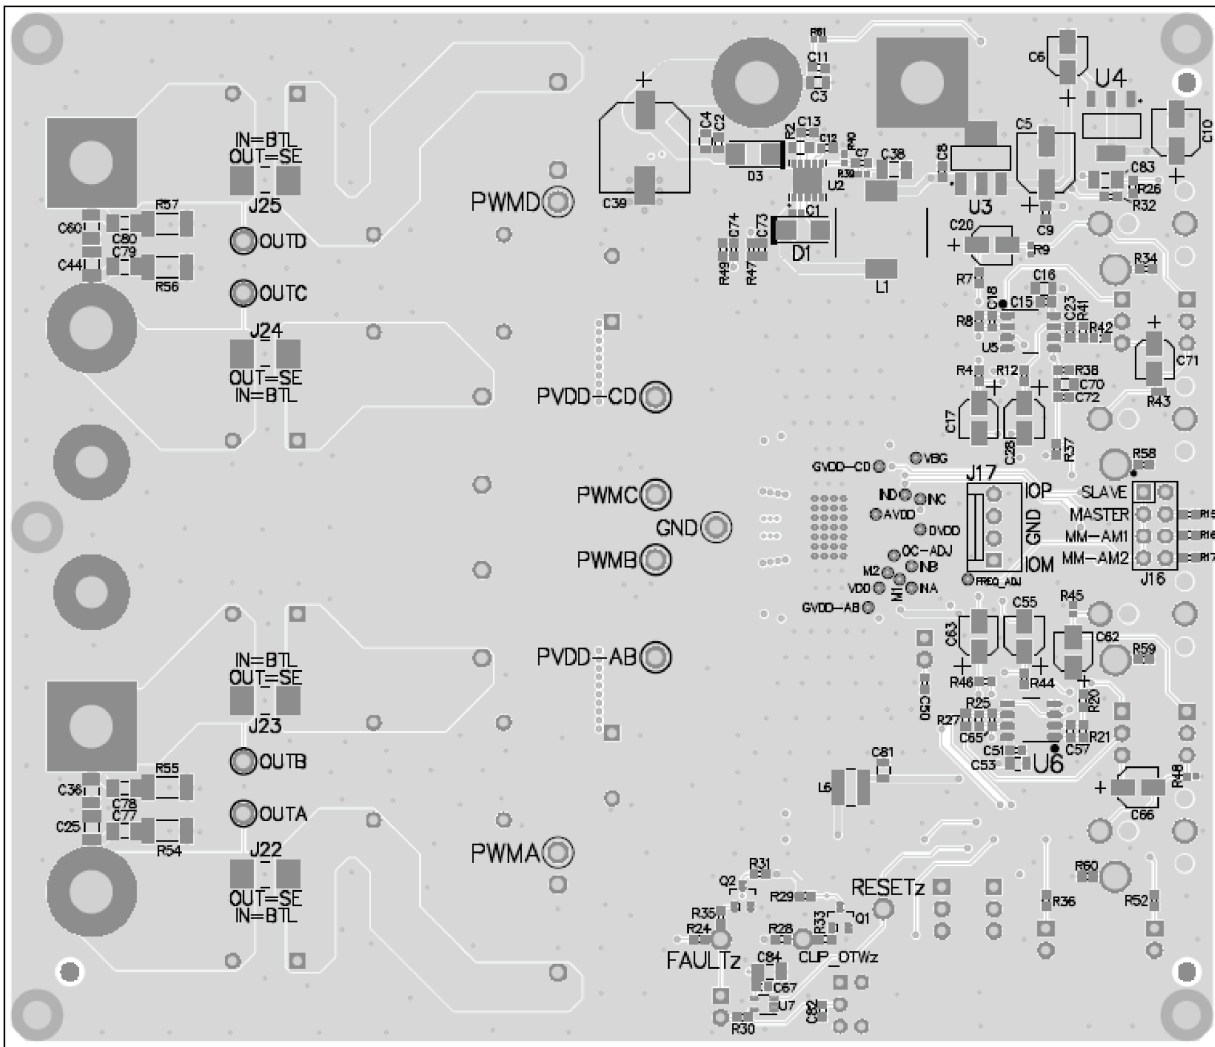 R61
C6
U4
C11
C3
C4
C2
R2
C13
C12
R40
C7
R39
C38
C8
C5
C10
IN=BTL
OUT=SE
D3
U2
C83
R26
R32
J25
PWMD
C39
C1
U3
C9
R57
C60
C80
OUTD
C74
C73
D1
C20
R9
C79
C44
R56
R49
R47
L1
R34
OUTC
R7
C16
C18
C15
C23
R41
R42
J24
R8
U5
C71
OUT=SE
IN=BTL
R4
R12
R38
C70
C72
R43
PVDD-CD
C17
C28
R37
GVDD-CD
VBG
R58
J17
PWMC
IND
INC
IOP
SLAVE
GND
AVDD
DVDD
GND
MASTER
R15
MM-AM1
R16
PWMB
OC-ADJ
INB
IOM
MM-AM2
R17
M2
M1
VDD
INA
FREQ_ADJ
J16
GVDD-AB
R45
C63
C55
C62
IN=BTL
OUT=SE
PVDD-AB
R59
R46
R44
C50
R20
J23
R27
R25
C65
C57
R21
OUTB
C51
C53
U6
C81
L6
R48
R55
C36
C78
C77
C25
R54
OUTA
C66
J22
PWMA
OUT=SE
IN=BTL
R31
Q2
R29
RESETz
R60
R36
R52
R35
R24
R28
R33
Q1
FAULTz
CLIP_OTWz
C84
C67
U7
R30
C82